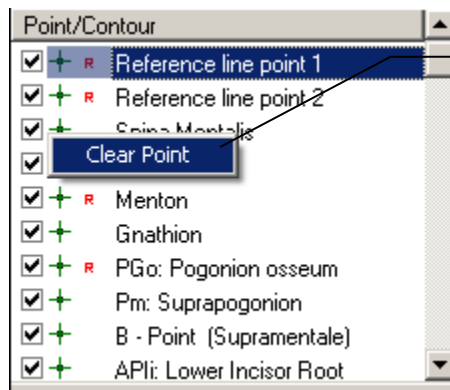 Point/Contour
R Reference line point 1
R Reference line point 2
Spina Mentalis
Clear Point
R Menton
Gnathion
R PGo: Pogonion osseum
Pm: Suprapogonion
B - Point (Supramentale)
APIi: Lower Incisor Root